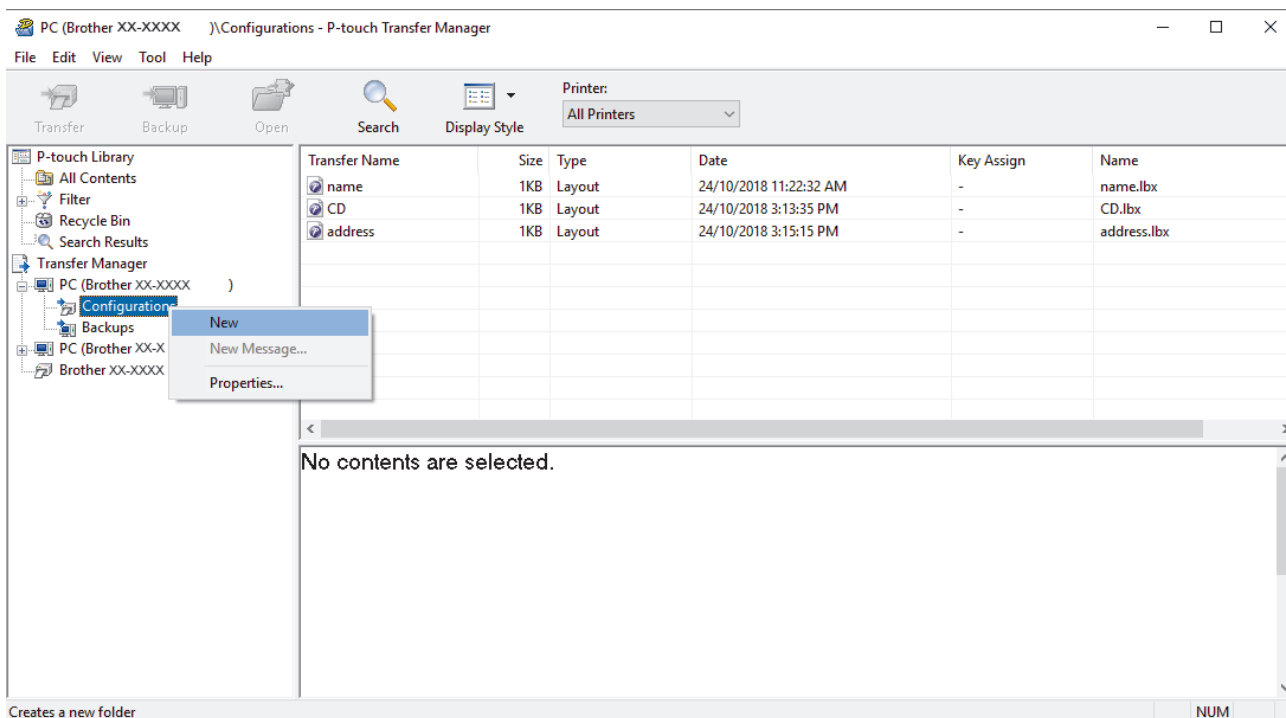 PC (Brother XX-XXXX )\Configurations - P-touch Transfer Manager
File Edit View Tool Help
Transfer Backup Open Search Display Style Printer:
All Printers
P-touch Library
All Contents
Filter
Recycle Bin
Search Results
Transfer Manager
PC (Brother XX-XXXX )
Configurations
Backups
PC (Brother XX-X
Brother XX-XXXX
New
New Message...
Properties...
Transfer Name Size Type Date Key Assign Name
name 1KB Layout 24/10/2018 11:22:32 AM - name.lbx
CD 1KB Layout 24/10/2018 3:13:35 PM - CD.lbx
address 1KB Layout 24/10/2018 3:15:15 PM - address.lbx
No contents are selected.
Creates a new folder NUM